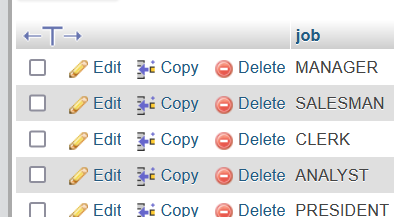 job
Edit Copy Delete MANAGER
Edit Copy Delete SALESMAN
Edit Copy Delete CLERK
Edit Copy Delete ANALYST
Edit Copy Delete PRESIDENT